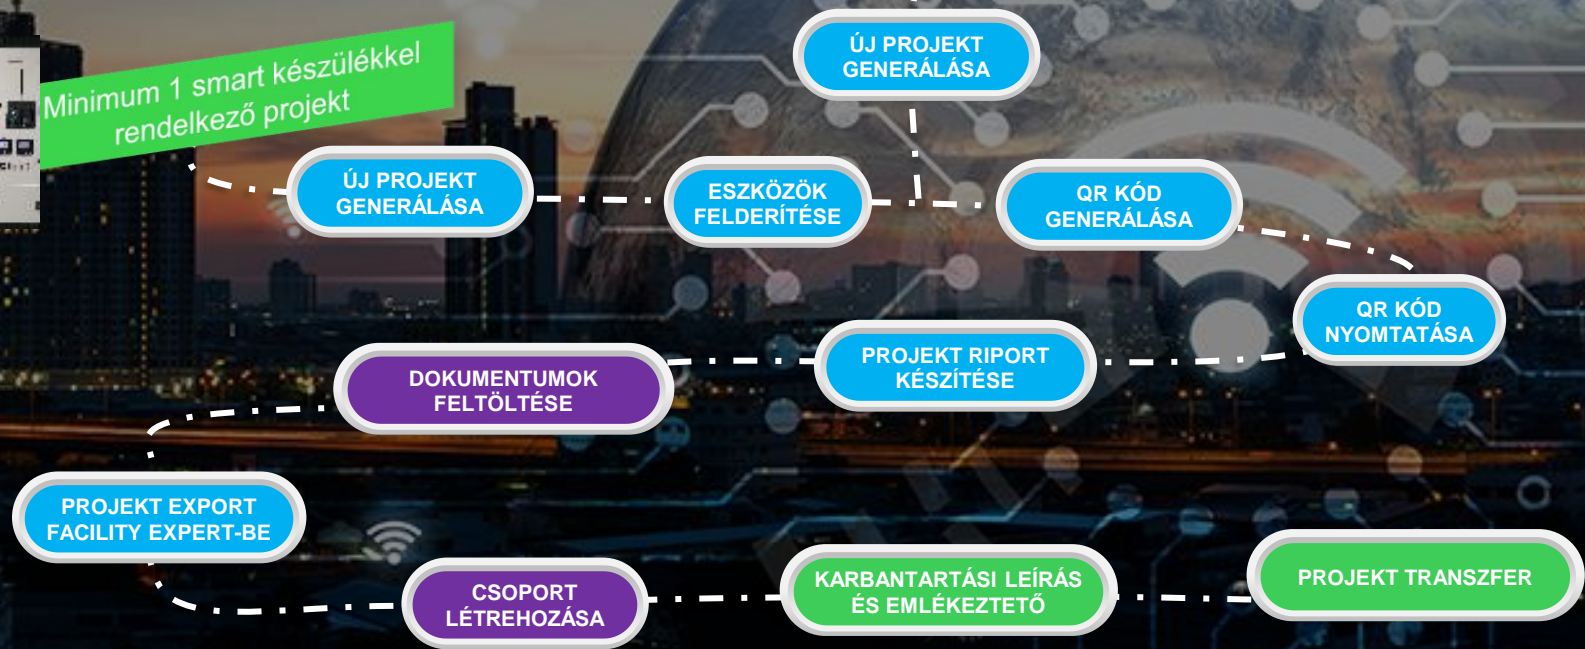 ÚJ PROJEKT
GENERÁLÁSA
Minimum 1 smart készülékkel
rendelkező projekt
ÚJ PROJEKT
GENERÁLÁSA
ESZKÖZÖK
FELDERÍTÉSE
QR KÓD
GENERÁLÁSA
QR KÓD
NYOMTATÁSA
PROJEKT RIPORT
KÉSZÍTÉSE
DOKUMENTUMOK
FELTÖLTÉSE
PROJEKT EXPORT
FACILITY EXPERT-BE
CSOPORT
LÉTREHOZÁSA
KARBANTARTÁSI LEÍRÁS
ÉS EMLÉKEZTETŐ
PROJEKT TRANSZFER